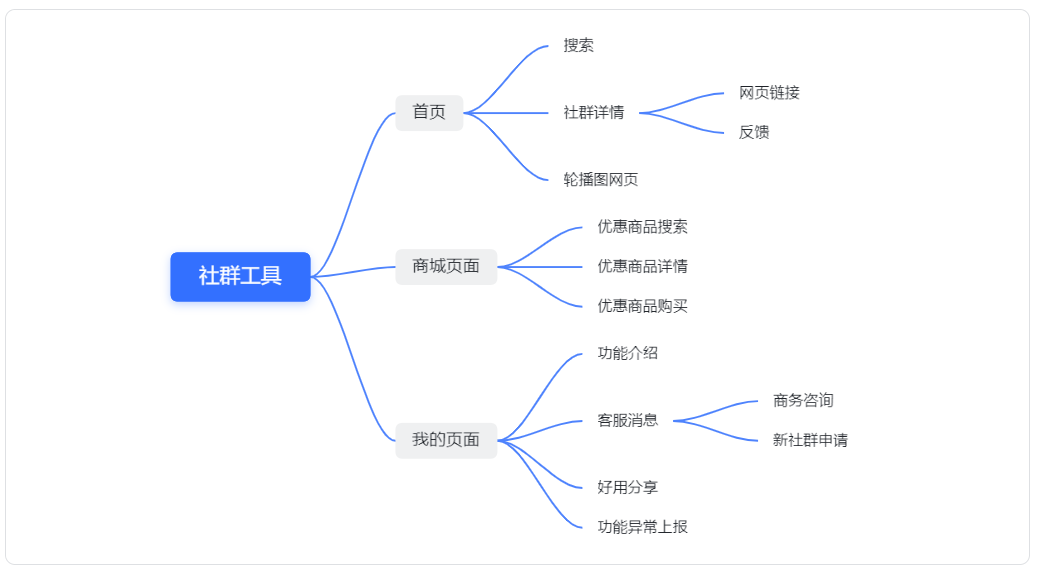 社群工具
首页
搜索
社群详情
网页链接
反馈
轮播图网页
商城页面
优惠商品搜索
优惠商品详情
优惠商品购买
我的页面
功能介绍
客服消息
商务咨询
新社群申请
好用分享
功能异常上报